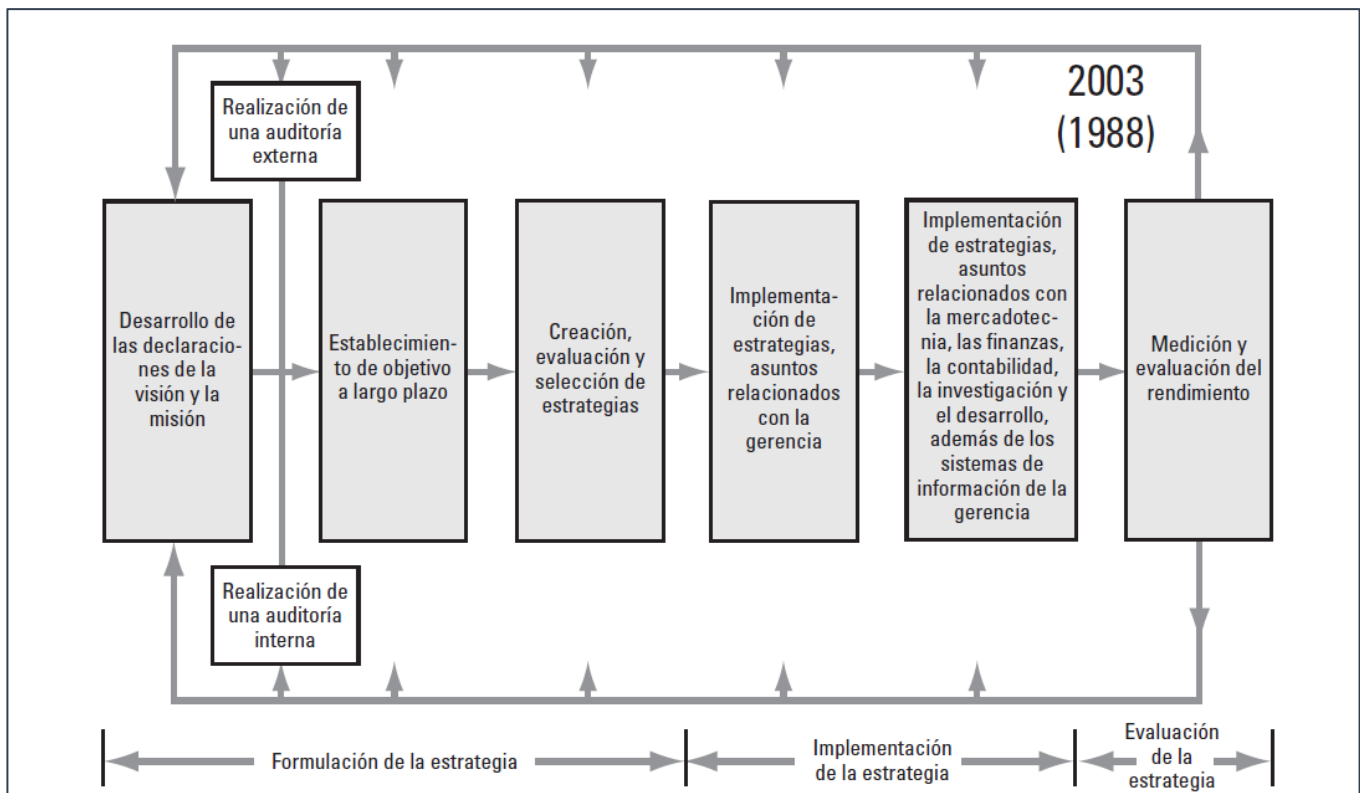 2003
(1988)
Realización de
una auditoría
externa
Desarrollo de
las declaracio-
nes de la
visión y la
misión
Establecimien-
to de objetivo
a largo plazo
Creación,
evaluación y
selección de
estrategias
Implementa-
ción de
estrategias,
asuntos
relacionados
con la
gerencia
Implementación
de estrategias,
asuntos
relacionados con
la mercadotec-
nia, las finanzas,
la contabilidad,
la investigación y
el desarrollo,
además de los
sistemas de
información de la
gerencia
Medición y
evaluación del
rendimiento
Realización de
una auditoría
interna
Formulación de la estrategia
Implementación
de la estrategia
Evaluación
de la
estrategia